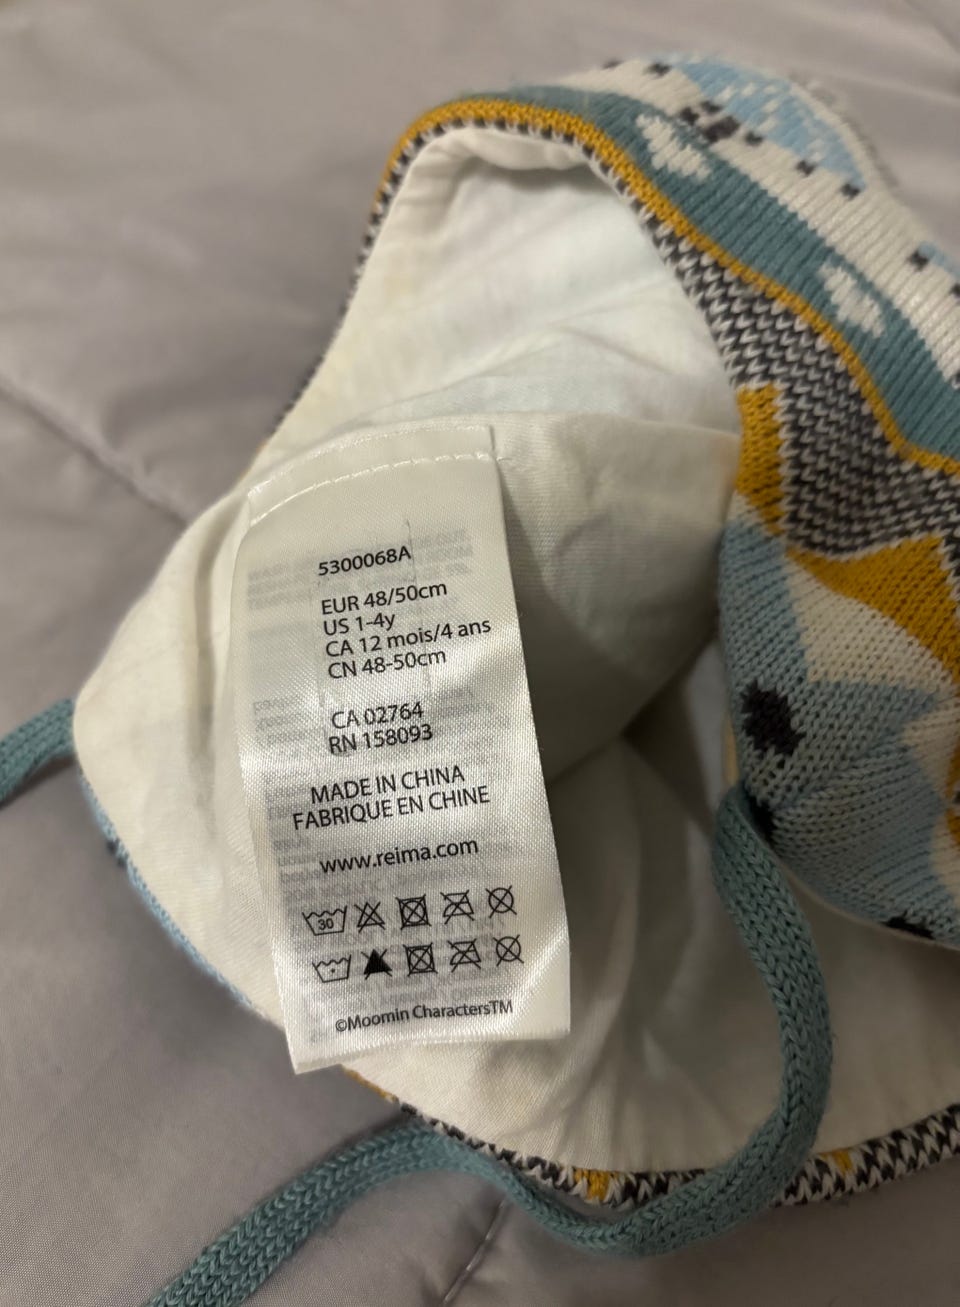 5300068A
EUR 48/50cm
US 1-4y
CA 12 mois/4 ans
CN 48-50cm
CA 02764
RN 158093
MADE IN CHINA
FABRIQUE EN CHINE
www.reima.com
30
©Moomin CharactersTM